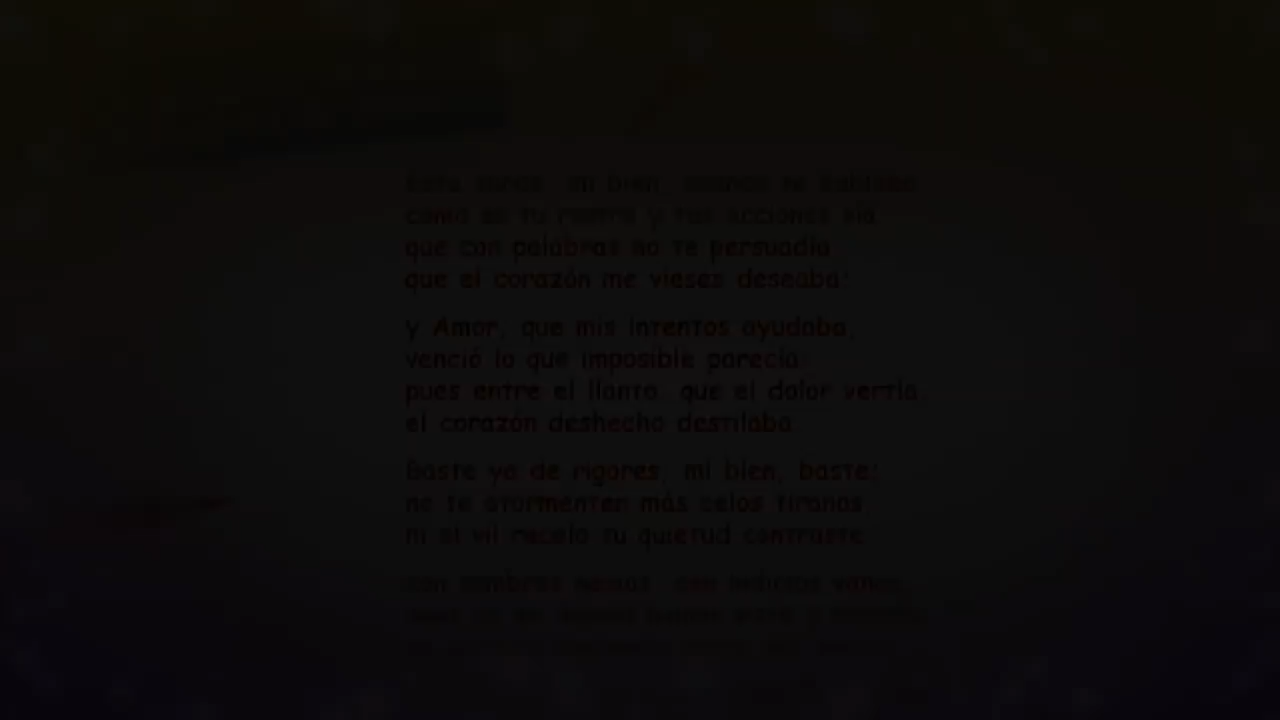 Esta tarde, mi bien, cuando te hablaba
como en tu rostro y tus acciones vía
que con palabras no te persuadía
que el corazón me vieses deseaba;
y Amor, que mis intentos ayudaba,
venció lo que imposible parecía:
pues entre el llanto, que el dolor vertía,
el corazón deshecho destilaba.
Baste ya de rigores, mi bien, baste;
no te atormenten más celos tiranos,
ni el vil recelo tu quietud contraste
con sombras necias, con indicios vanos,